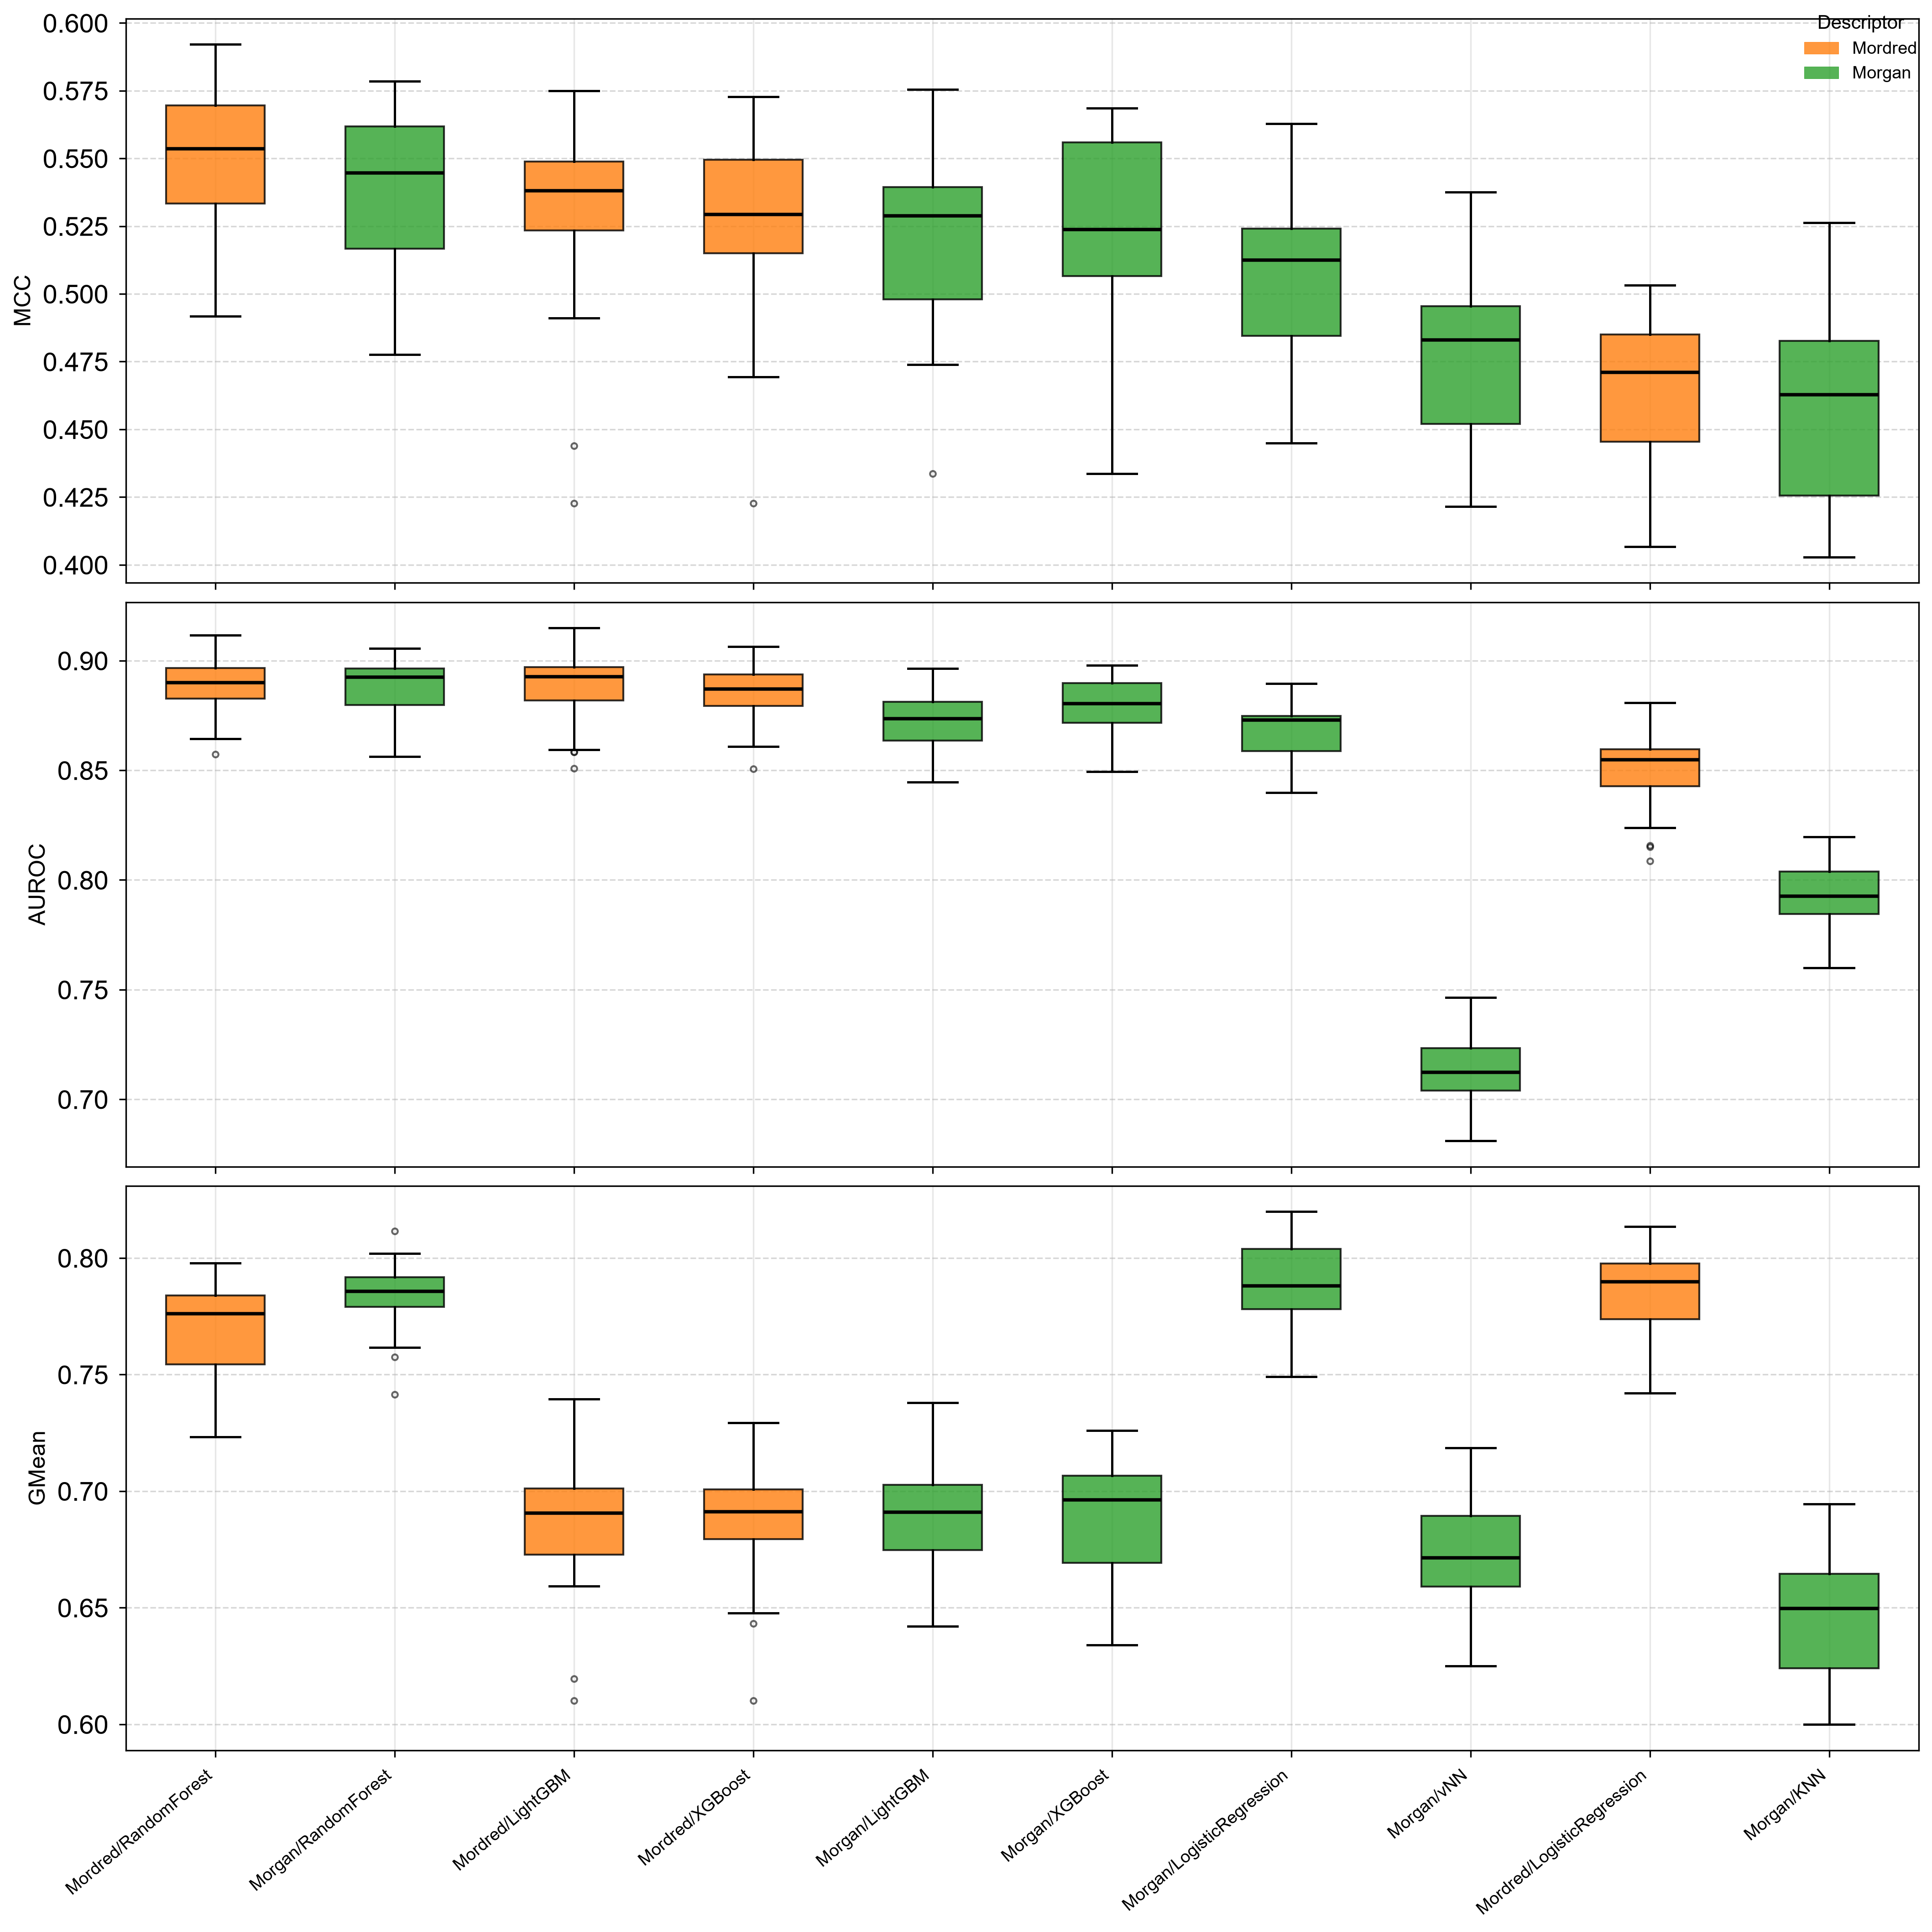 Descriptor
Mordred
Morgan
MCC
0.600
0.575
0.550
0.525
0.500
0.475
0.450
0.425
0.400
AUROC
0.90
0.85
0.80
0.75
0.70
GMean
0.80
0.75
0.70
0.65
0.60
Mordred/RandomForest
Morgan/RandomForest
Mordred/LightGBM
Mordred/XGBoost
Morgan/LightGBM
Morgan/XGBoost
Morgan/LogisticRegression
Morgan/vNN
Mordred/LogisticRegression
Morgan/KNN